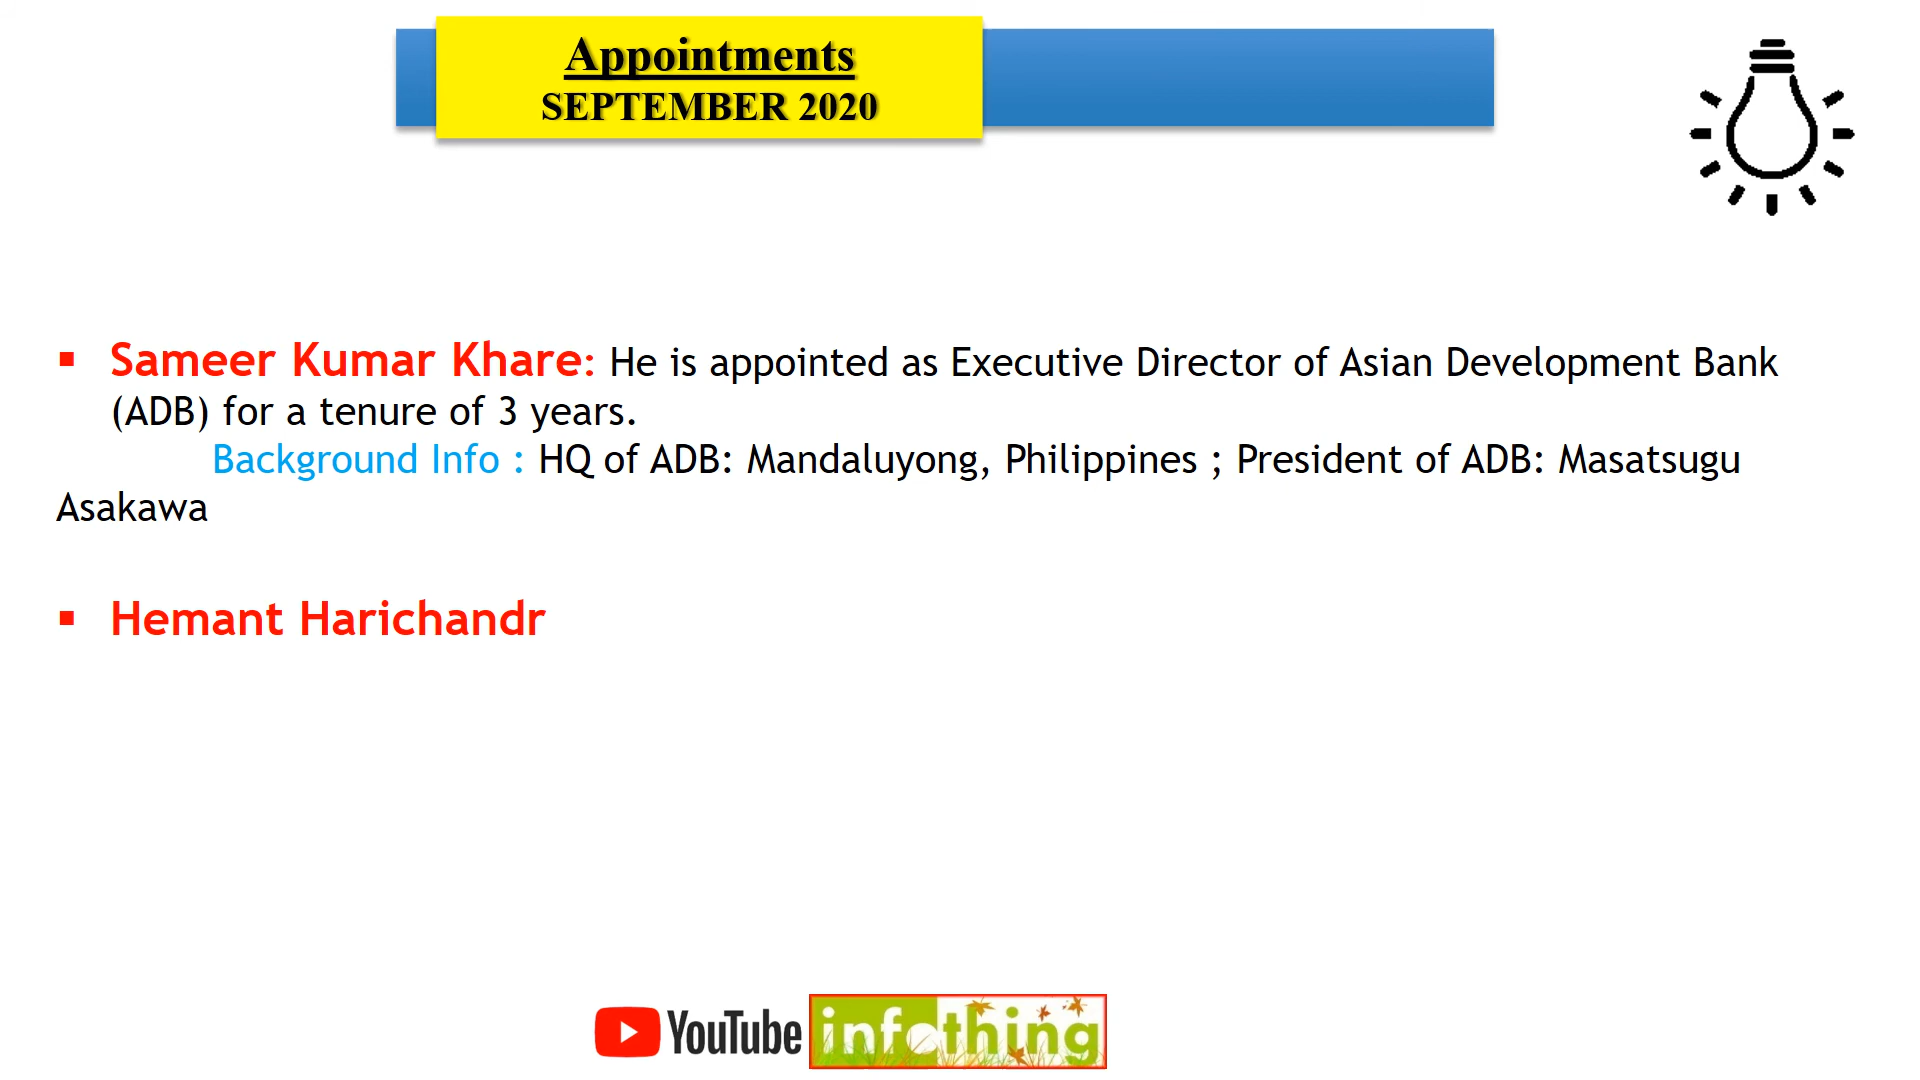 Appointments
SEPTEMBER 2020
▪ Sameer Kumar Khare: He is appointed as Executive Director of Asian Development Bank
(ADB) for a tenure of 3 years.
Background Info : HQ of ADB: Mandaluyong, Philippines ; President of ADB: Masatsugu
Asakawa
▪ Hemant Harichandr
YouTube infothing